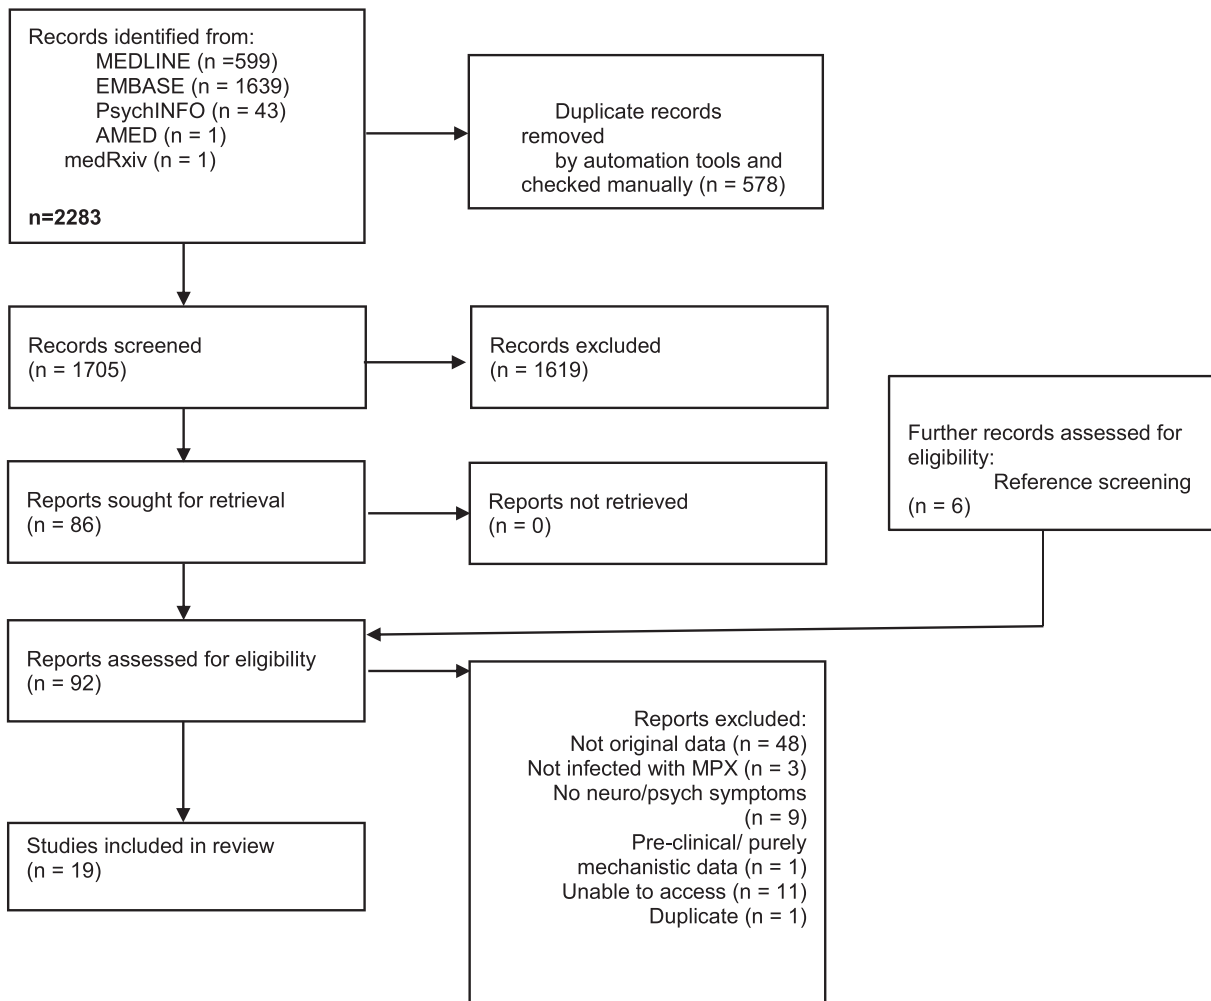 Records identified from:
MEDLINE (n =599)
EMBASE (n = 1639)
PsychINFO (n = 43)
AMED (n = 1)
medRxiv (n = 1)
n=2283
Duplicate records
removed
by automation tools and
checked manually (n = 578)
Records screened
(n = 1705)
Records excluded
(n = 1619)
Further records assessed for
eligibility:
Reference screening
(n = 6)
Reports sought for retrieval
(n = 86)
Reports not retrieved
(n = 0)
Reports assessed for eligibility
(n = 92)
Reports excluded:
Not original data (n = 48)
Not infected with MPX (n = 3)
No neuro/psych symptoms
(n = 9)
Pre-clinical/ purely
mechanistic data (n = 1)
Unable to access (n = 11)
Duplicate (n = 1)
Studies included in review
(n = 19)